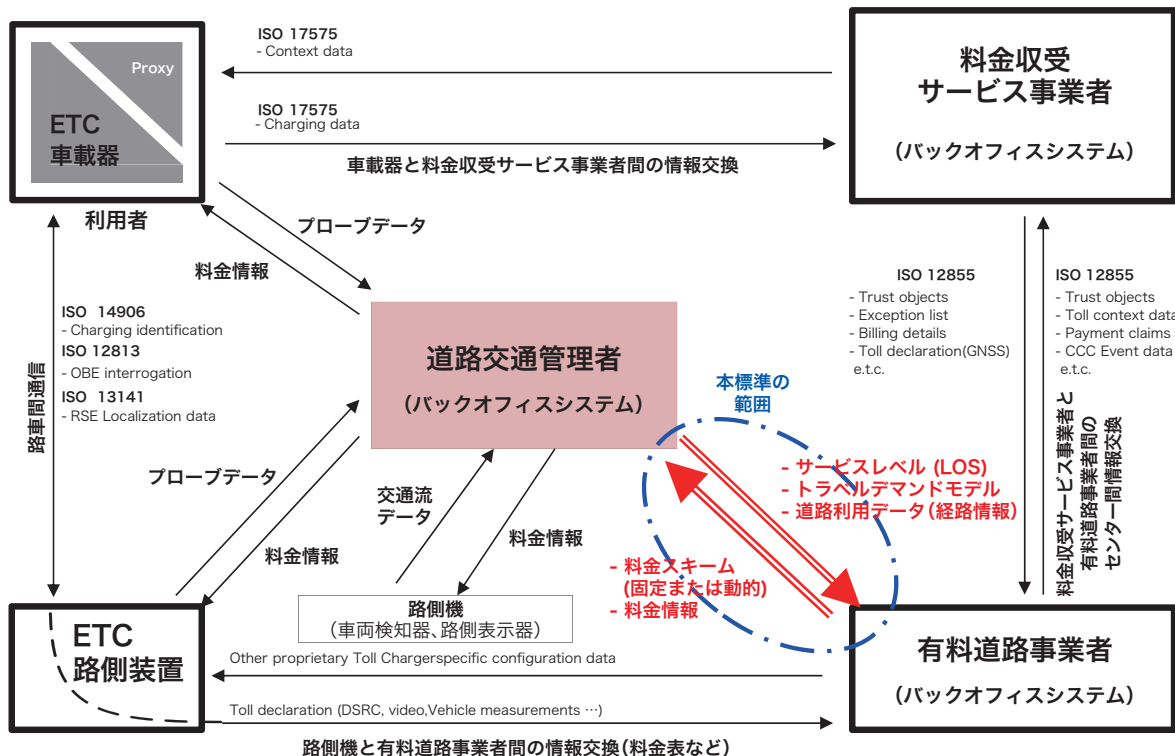 ISO 17575
- Context data
Proxy
ETC
車載器
利用者
ISO 17575
- Charging data
車載器と料金収受サービス事業者間の情報交換
料金収受
サービス事業者
(バックオフィスシステム)
プローブデータ
料金情報
ISO 14906
- Charging identification
ISO 12813
- OBE interrogation
ISO 13141
- RSE Localization data
路車間通信
道路交通管理者
(バックオフィスシステム)
ISO 12855
- Trust objects
- Exception list
- Billing details
- Toll declaration(GNSS)
e.t.c.
ISO 12855
- Trust objects
- Toll context data
- Payment claims
- CCC Event data
e.t.c.
料金収受サービス事業者と
有料道路事業者間の
センター間情報交換
本標準の
範囲
- サービスレベル (LOS)
- トラベルデマンドモデル
- 道路利用データ(経路情報)
- 料金スキーム
(固定または動的)
- 料金情報
プローブデータ
料金情報
交通流
データ
料金情報
路側機
(車両検知器、路側表示器)
ETC
路側装置
Other proprietary Toll Chargerspecific configuration data
Toll declaration (DSRC, video,Vehicle measurements …)
路側機と有料道路事業者間の情報交換(料金表など)
有料道路事業者
(バックオフィスシステム)